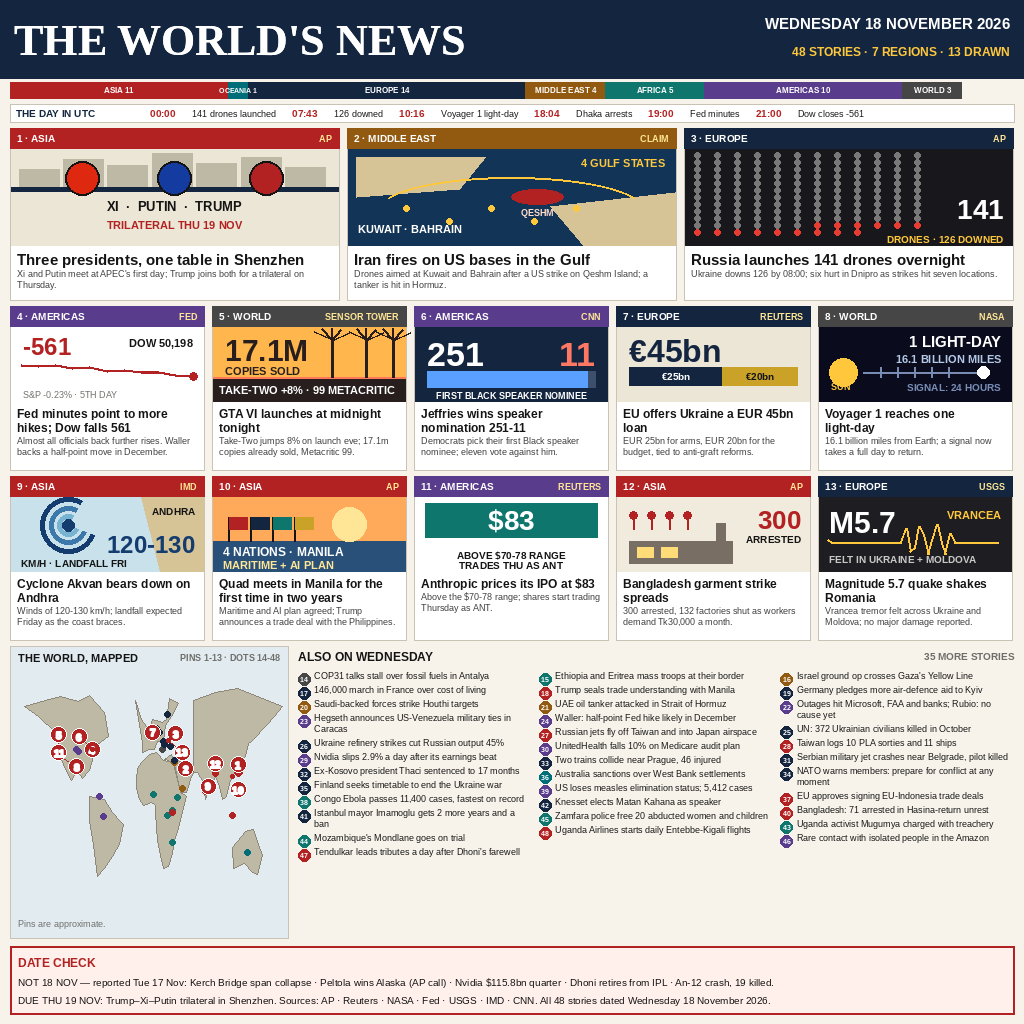 THE WORLD'S NEWS
WEDNESDAY 18 NOVEMBER 2026
48 STORIES · 7 REGIONS · 13 DRAWN
ASIA 11
OCEANIA 1
EUROPE 14
MIDDLE EAST 4
AFRICA 5
AMERICAS 10
WORLD 3
THE DAY IN UTC 00:00 141 drones launched 07:43 126 downed 10:16 Voyager 1 light-day 18:04 Dhaka arrests 19:00 Fed minutes 21:00 Dow closes -561
1 · ASIA AP
XI · PUTIN · TRUMP
TRILATERAL THU 19 NOV
Three presidents, one table in Shenzhen
Xi and Putin meet at APEC's first day; Trump joins both for a trilateral on
Thursday.
2 · MIDDLE EAST CLAIM
4 GULF STATES
QESHM
KUWAIT · BAHRAIN
Iran fires on US bases in the Gulf
Drones aimed at Kuwait and Bahrain after a US strike on Qeshm Island; a
tanker is hit in Hormuz.
3 · EUROPE AP
141
DRONES · 126 DOWNED
Russia launches 141 drones overnight
Ukraine downs 126 by 08:00; six hurt in Dnipro as strikes hit seven locations.
4 · AMERICAS FED
-561
DOW 50,198
S&P -0.23% · 5TH DAY
Fed minutes point to more
hikes; Dow falls 561
Almost all officials back further rises. Waller
backs a half-point move in December.
5 · WORLD SENSOR TOWER
17.1M
COPIES SOLD
TAKE-TWO +8% · 99 METACRITIC
GTA VI launches at midnight
tonight
Take-Two jumps 8% on launch eve; 17.1m
copies already sold, Metacritic 99.
6 · AMERICAS CNN
251 11
FIRST BLACK SPEAKER NOMINEE
Jeffries wins speaker
nomination 251-11
Democrats pick their first Black speaker
nominee; eleven vote against him.
7 · EUROPE REUTERS
€45bn
€25bn €20bn
EU offers Ukraine a EUR 45bn
loan
EUR 25bn for arms, EUR 20bn for the
budget, tied to anti-graft reforms.
8 · WORLD NASA
1 LIGHT-DAY
16.1 BILLION MILES
SUN
SIGNAL: 24 HOURS
Voyager 1 reaches one
light-day
16.1 billion miles from Earth; a signal now
takes a full day to return.
9 · ASIA IMD
ANDHRA
120-130
KM/H · LANDFALL FRI
Cyclone Akvan bears down on
Andhra
Winds of 120-130 km/h; landfall expected
Friday as the coast braces.
10 · ASIA AP
4 NATIONS · MANILA
MARITIME + AI PLAN
Quad meets in Manila for the
first time in two years
Maritime and AI plan agreed; Trump
announces a trade deal with the Philippines.
11 · AMERICAS REUTERS
$83
ABOVE $70-78 RANGE
TRADES THU AS ANT
Anthropic prices its IPO at $83
Above the $70-78 range; shares start trading
Thursday as ANT.
12 · ASIA AP
300
ARRESTED
Bangladesh garment strike
spreads
300 arrested, 132 factories shut as workers
demand Tk30,000 a month.
13 · EUROPE USGS
M5.7
VRANCEA
FELT IN UKRAINE + MOLDOVA
Magnitude 5.7 quake shakes
Romania
Vrancea tremor felt across Ukraine and
Moldova; no major damage reported.
THE WORLD, MAPPED
PINS 1-13 · DOTS 14-48
Pins are approximate.
ALSO ON WEDNESDAY
35 MORE STORIES
14 COP31 talks stall over fossil fuels in Antalya
17 146,000 march in France over cost of living
20 Saudi-backed forces strike Houthi targets
23 Hegseth announces US-Venezuela military ties in
Caracas
26 Ukraine refinery strikes cut Russian output 45%
29 Nvidia slips 2.9% a day after its earnings beat
32 Ex-Kosovo president Thaci sentenced to 17 months
35 Finland seeks timetable to end the Ukraine war
38 Congo Ebola passes 11,400 cases, fastest on record
41 Istanbul mayor Imamoglu gets 2 more years and a
ban
44 Mozambique's Mondlane goes on trial
47 Tendulkar leads tributes a day after Dhoni's farewell
15 Ethiopia and Eritrea mass troops at their border
18 Trump seals trade understanding with Manila
21 UAE oil tanker attacked in Strait of Hormuz
24 Waller: half-point Fed hike likely in December
27 Russian jets fly off Taiwan and into Japan airspace
30 UnitedHealth falls 10% on Medicare audit plan
33 Two trains collide near Prague, 46 injured
36 Australia sanctions over West Bank settlements
39 US loses measles elimination status; 5,412 cases
42 Knesset elects Matan Kahana as speaker
45 Zamfara police free 20 abducted women and children
48 Uganda Airlines starts daily Entebbe-Kigali flights
16 Israel ground op crosses Gaza's Yellow Line
19 Germany pledges more air-defence aid to Kyiv
22 Outages hit Microsoft, FAA and banks; Rubio: no
cause yet
25 UN: 372 Ukrainian civilians killed in October
28 Taiwan logs 10 PLA sorties and 11 ships
31 Serbian military jet crashes near Belgrade, pilot killed
34 NATO warns members: prepare for conflict at any
moment
37 EU approves signing EU-Indonesia trade deals
40 Bangladesh: 71 arrested in Hasina-return unrest
43 Uganda activist Mugumya charged with treachery
46 Rare contact with isolated people in the Amazon
DATE CHECK
NOT 18 NOV — reported Tue 17 Nov: Kerch Bridge span collapse · Peltola wins Alaska (AP call) · Nvidia $115.8bn quarter · Dhoni retires from IPL · An-12 crash, 19 killed.
DUE THU 19 NOV: Trump–Xi–Putin trilateral in Shenzhen. Sources: AP · Reuters · NASA · Fed · USGS · IMD · CNN. All 48 stories dated Wednesday 18 November 2026.